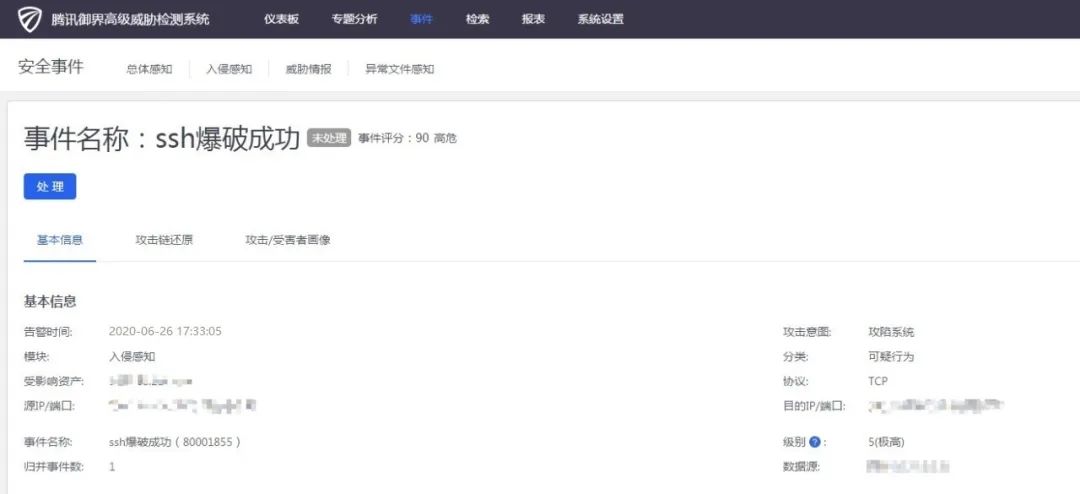 腾讯御界高级威胁检测系统 仪表板 专题分析 事件 检索 报表 系统设置
安全事件 总体感知 入侵感知 威胁情报 异常文件感知
事件名称：ssh爆破成功 未处理 事件评分：90 高危
处 理
基本信息 攻击链还原 攻击/受害者画像
基本信息
告警时间: 2020-06-26 17:33:05 攻击意图: 攻陷系统
模块: 入侵感知 分类: 可疑行为
受影响资产: 协议: TCP
源IP/端口: 目的IP/端口:
事件名称: ssh爆破成功（80001855） 级别 ? : 5(极高)
归并事件数: 1 数据源: